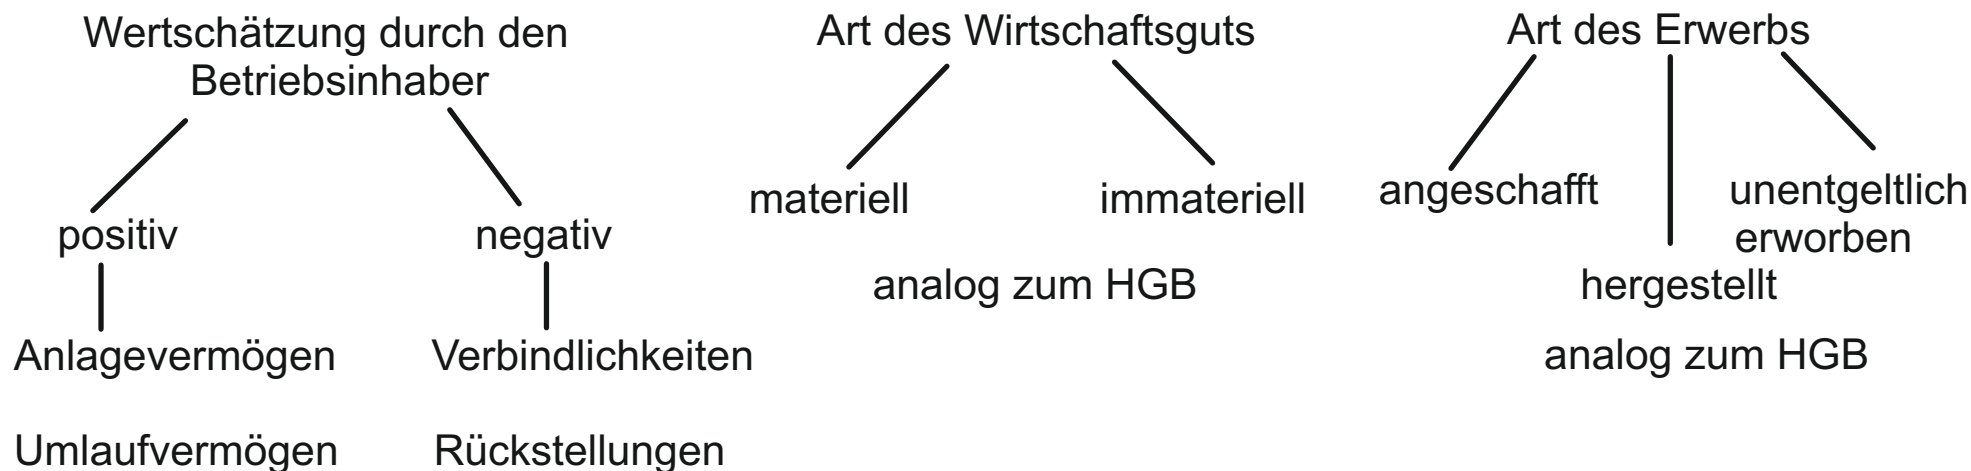 Wertschätzung durch den
Betriebsinhaber
positiv
negativ
Anlagevermögen
Verbindlichkeiten
Umlaufvermögen
Rückstellungen
Art des Wirtschaftsguts
materiell
immateriell
analog zum HGB
Art des Erwerbs
angeschafft
unentgeltlich
erworben
hergestellt
analog zum HGB